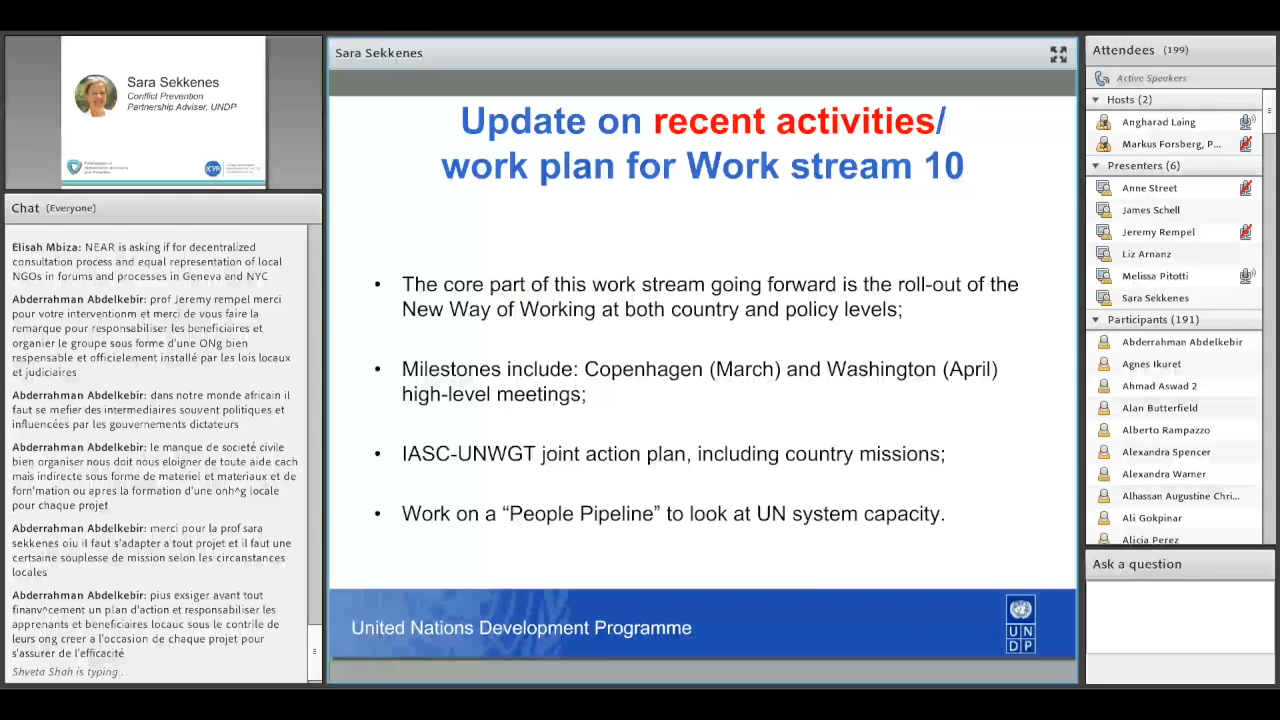 Sara Sekkenes
Conflict Prevention
Partnership Adviser, UNDP
ICVA
Chat (Everyone)
Elisah Mbiza: NEAR is asking if for decentralized
consultation process and equal representation of local
NGOs in forums and processes in Geneva and NYC
Abderrahman Abdelkebir: prof Jeremy rempel merci
pour votre interventionm et merci de vous faire la
remarque pour responsabiliser les beneficiaires et
organier le groupe sous forme d'une ONg bien
responsable et officielement installé par les lois locaux
et judiciaires
Abderrahman Abdelkebir: dans notre monde africain il
faut se mefier des intermediaires souvent politiques et
influencées par les gouvernements dictateurs
Abderrahman Abdelkebir: le manque de societé civile
bien organiser nous doit nous eloigner de toute aide cach
mais indirecte sous forme de materiel et materiaux et de
forn'mation ou apres la formation d'une onh^g locale
pour chaque projet
Abderrahman Abdelkebir: merci pour la prof sara
sekkenes oiu il faut s'adapter a tout projet et il faut une
certsaine souplesse de mission selon les circanstances
locales
Abderrahman Abdelkebir: pius exsiger avant tout
financ^cement un plan d'action et responsabiliser les
apprenants et beneficiaires locauc sous le contrile de
leurs ong creer a l'occasion de chaque projet pour
s'assurer de l'efficacité
Shveta Shah is typing...
Sara Sekkenes
Update on recent activities/
work plan for Work stream 10
• The core part of this work stream going forward is the roll-out of the
New Way of Working at both country and policy levels;
• Milestones include: Copenhagen (March) and Washington (April)
high-level meetings;
• IASC-UNWGT joint action plan, including country missions;
• Work on a “People Pipeline” to look at UN system capacity.
United Nations Development Programme
U N
D P
Attendees (199)
Active Speakers
Hosts (2)
Angharad Laing
Markus Forsberg, P...
Presenters (6)
Anne Street
James Schell
Jeremy Rempel
Liz Arnanz
Melissa Pitotti
Sara Sekkenes
Participants (191)
Abderrahman Abdelkebir
Agnes Ikuret
Ahmad Aswad 2
Alan Butterfield
Alberto Rampazzo
Alexandra Spencer
Alexandra Warner
Alhassan Augustine Chri...
Ali Gokpinar
Alicia Perez
Ask a question